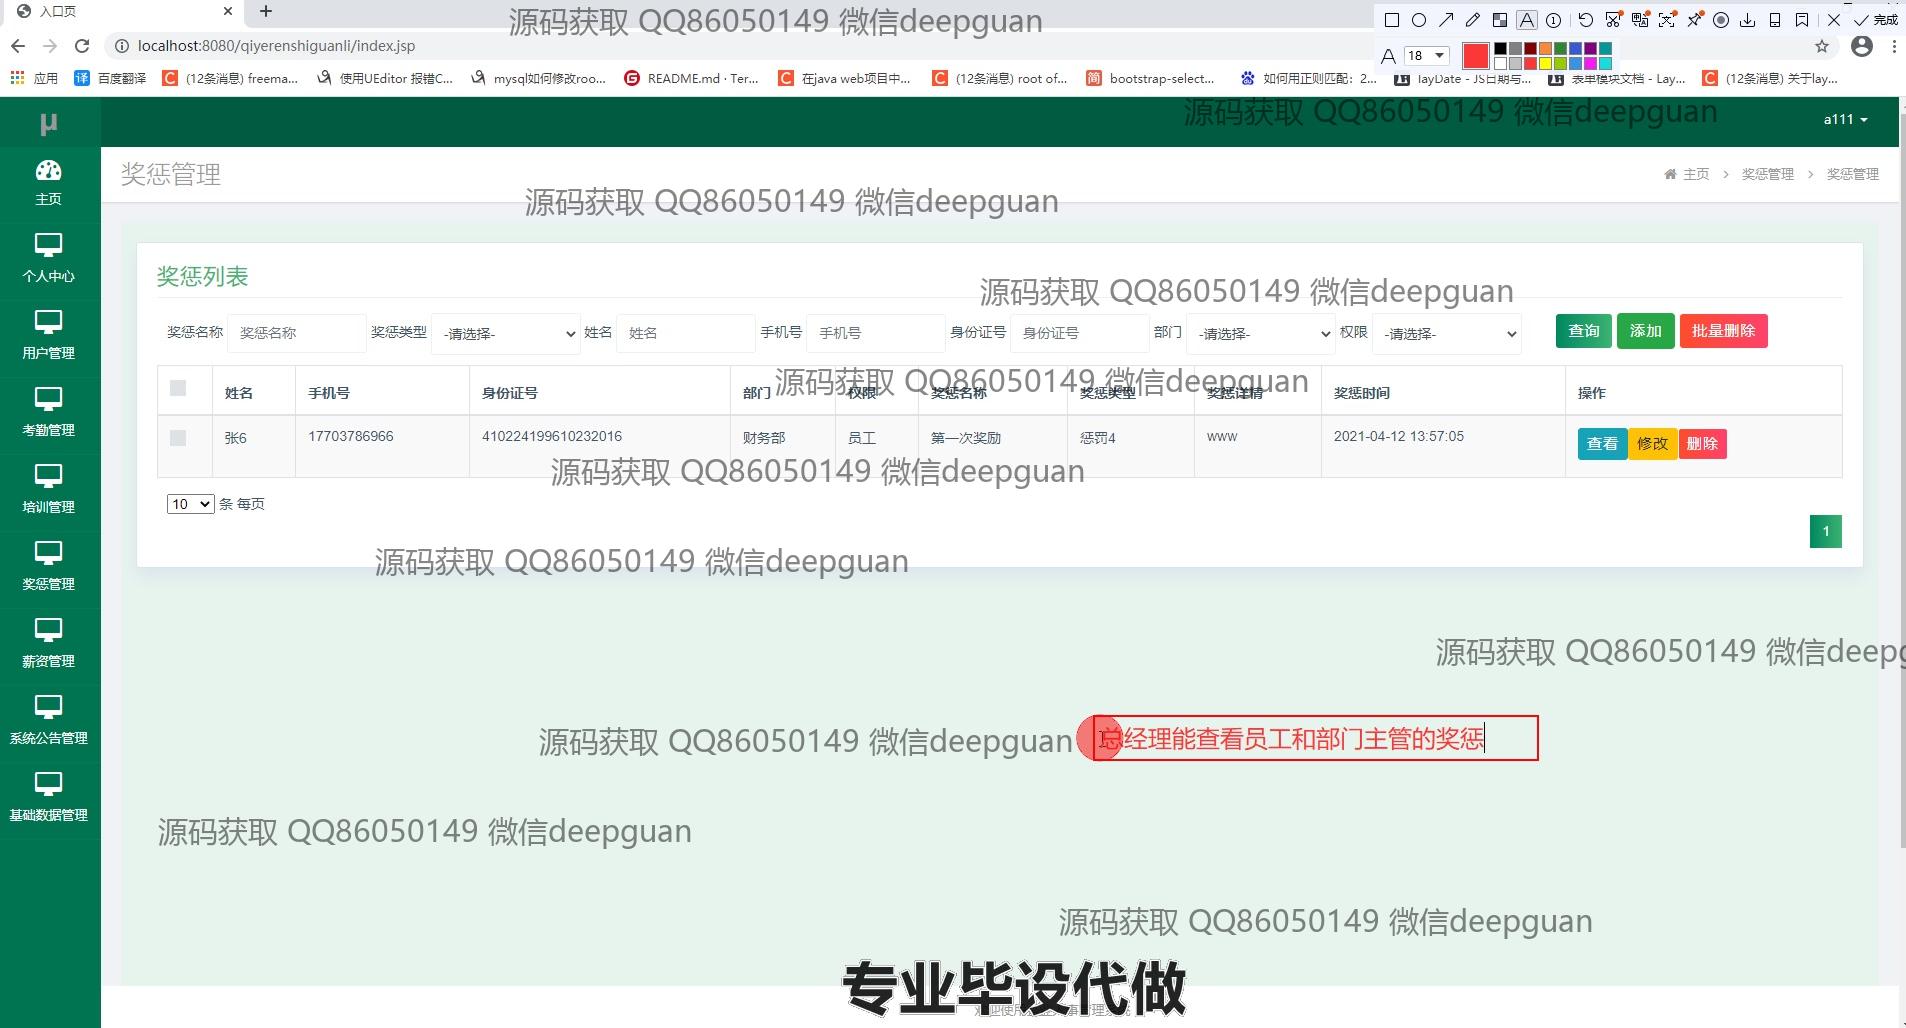 入口页
源码获取 QQ86050149 微信deepguan
完成
localhost:8080/qiyerenshiguanli/index.jsp
18
应用 百度翻译 (12条消息) freema... 使用UEditor 报错C... mysql如何修改roo... README.md · Ter... 在java web项目中... (12条消息) root of... bootstrap-select... 如何用正则匹配：2... layDate - JS日期与... 表单模块文档 - Lay... (12条消息) 关于lay...
源码获取 QQ86050149 微信deepguan
μ
a111
主页
个人中心
用户管理
考勤管理
培训管理
奖惩管理
薪资管理
系统公告管理
基础数据管理
奖惩管理
主页 > 奖惩管理 > 奖惩管理
源码获取 QQ86050149 微信deepguan
奖惩列表
源码获取 QQ86050149 微信deepguan
奖惩名称 奖惩名称 奖惩类型 -请选择- 姓名 姓名 手机号 手机号 身份证号 身份证号 部门 -请选择- 权限 -请选择- 查询 添加 批量删除
源码获取 QQ86050149 微信deepguan
姓名 手机号 身份证号 部门 权限 奖惩名称 奖惩类型 奖惩详情 奖惩时间 操作
张6 17703786966 410224199610232016 财务部 员工 第一次奖励 惩罚4 www 2021-04-12 13:57:05 查看 修改 删除
源码获取 QQ86050149 微信deepguan
10 条 每页
1
源码获取 QQ86050149 微信deepguan
源码获取 QQ86050149 微信deepg
源码获取 QQ86050149 微信deepguan
总经理能查看员工和部门主管的奖惩
源码获取 QQ86050149 微信deepguan
源码获取 QQ86050149 微信deepguan
专业毕设代做